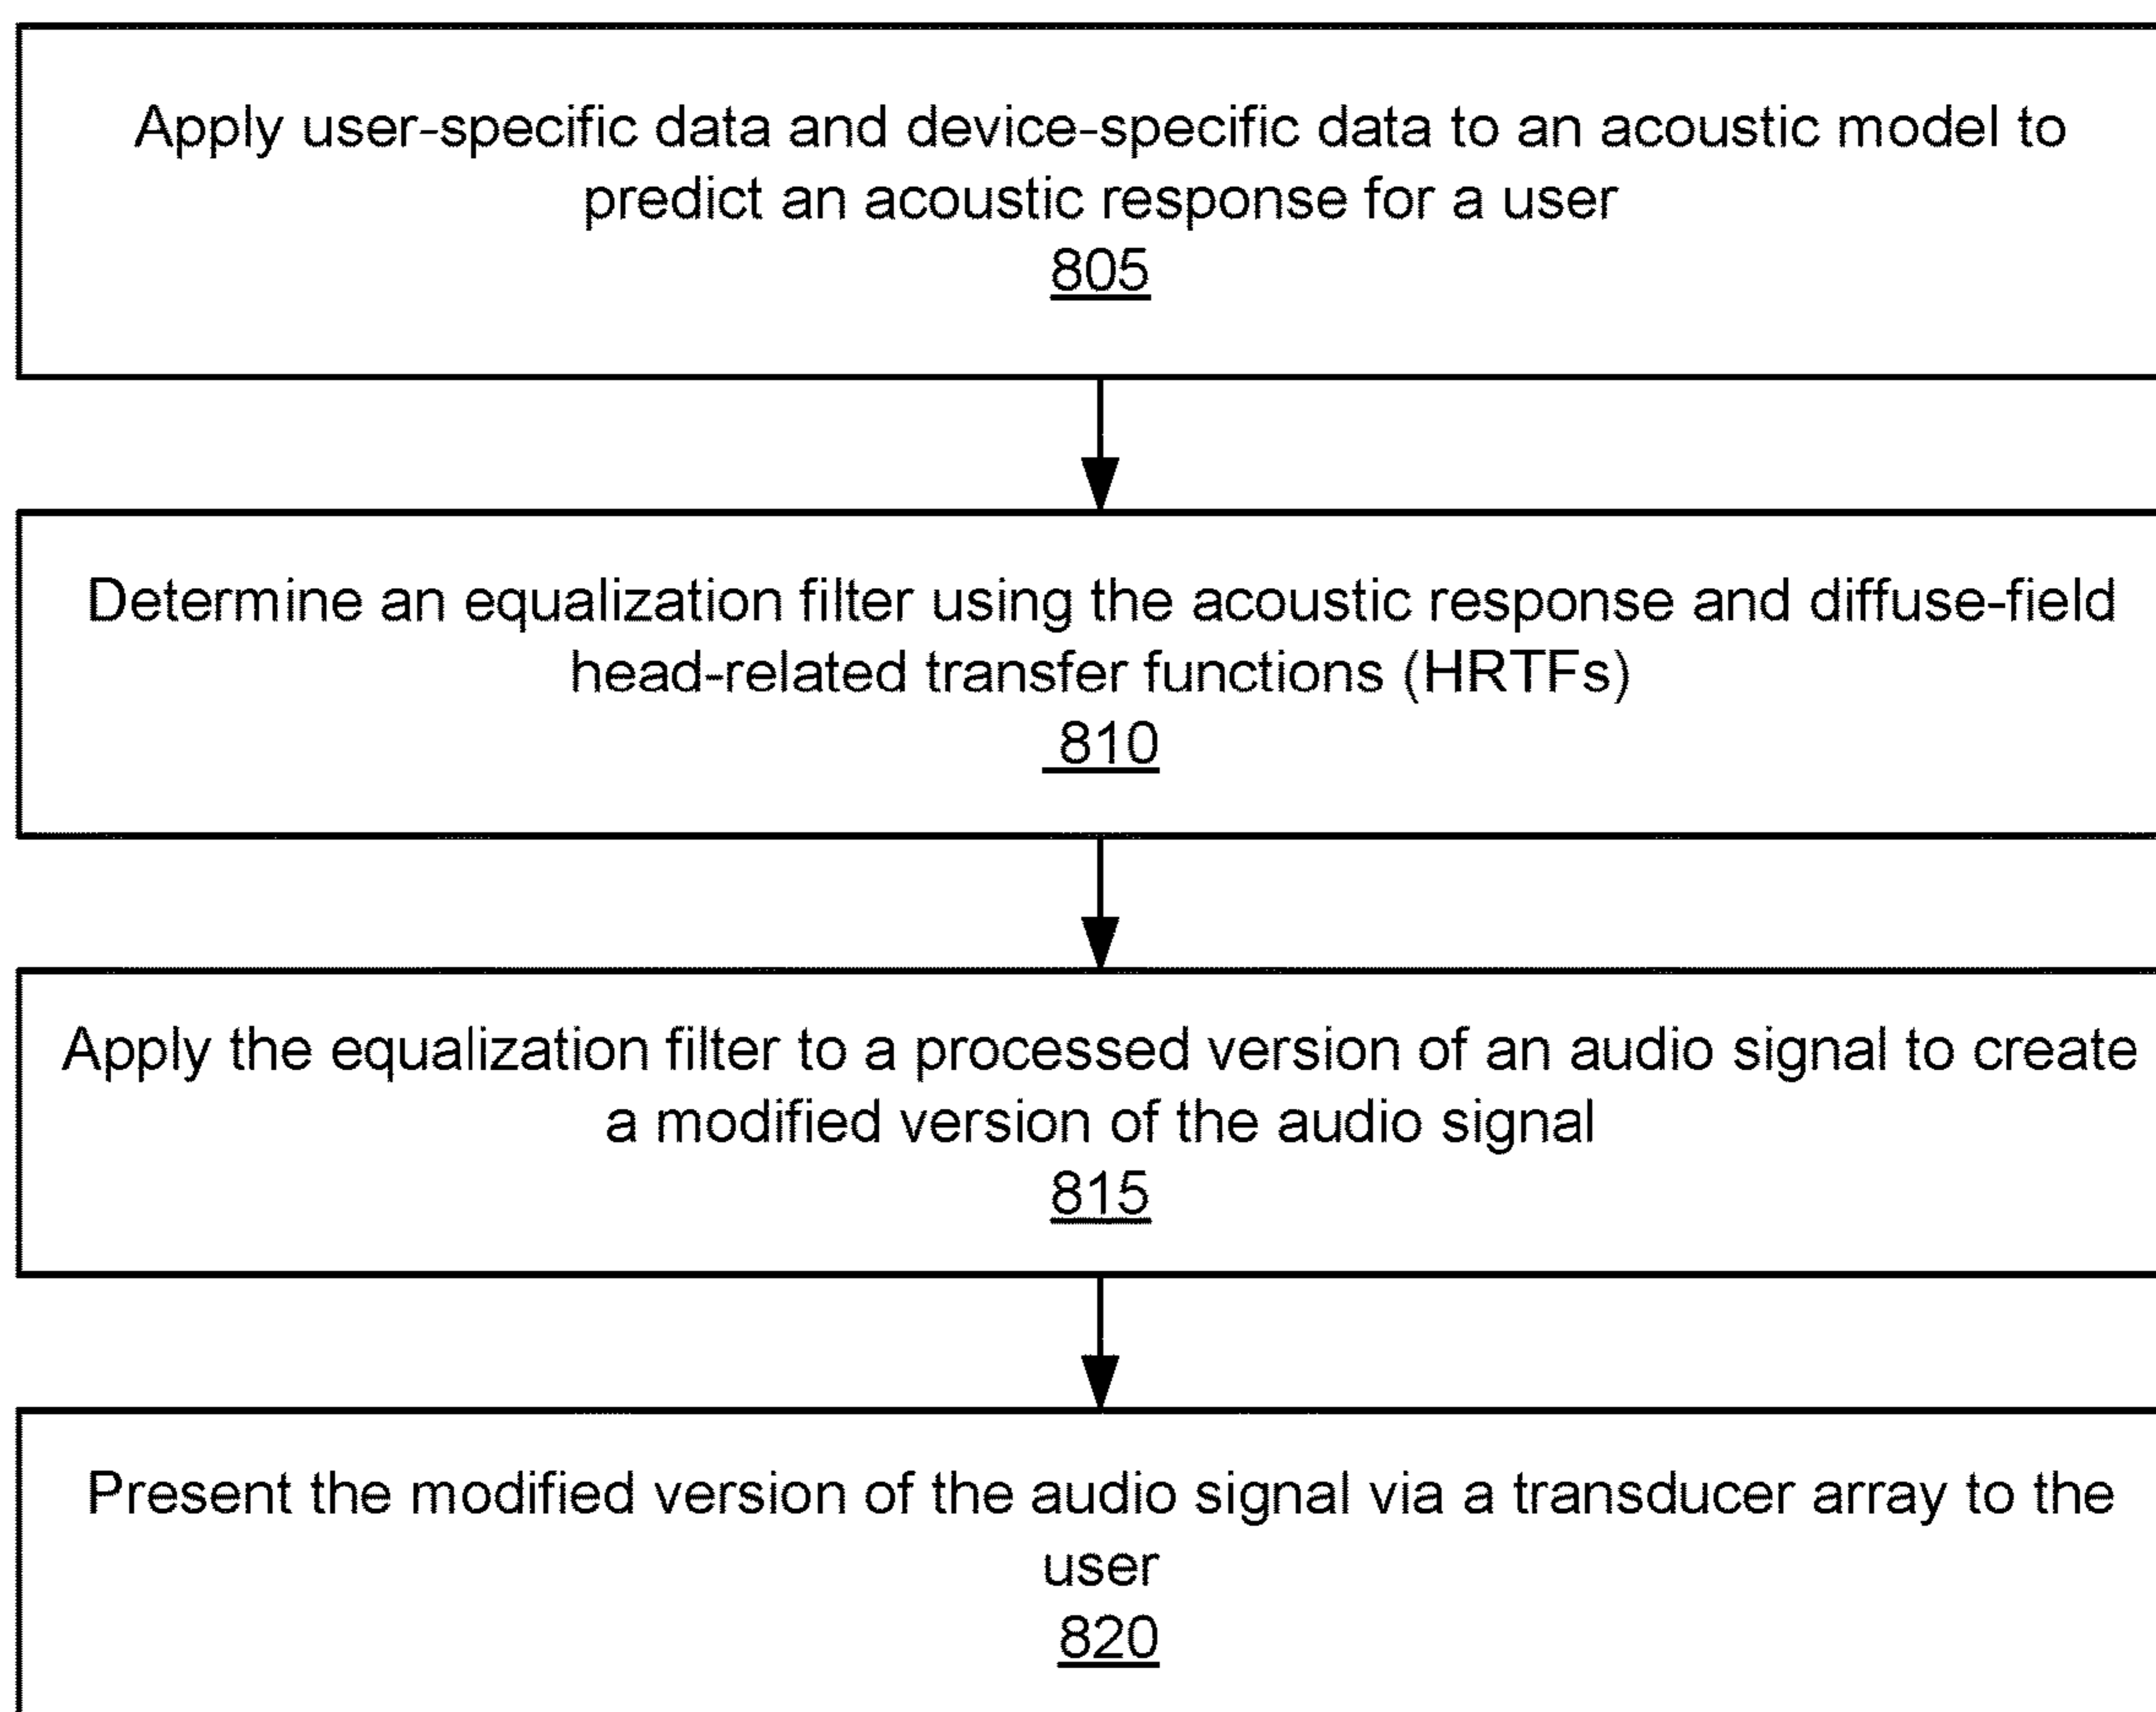 Apply user-specific data and device-specific data to an acoustic model to
predict an acoustic response for a user
805
Determine an equalization filter using the acoustic response and diffuse-field
head-related transfer functions (HRTFs)
810
Apply the equalization filter to a processed version of an audio signal to create
a modified version of the audio signal
815
Present the modified version of the audio signal via a transducer array to the
user
820